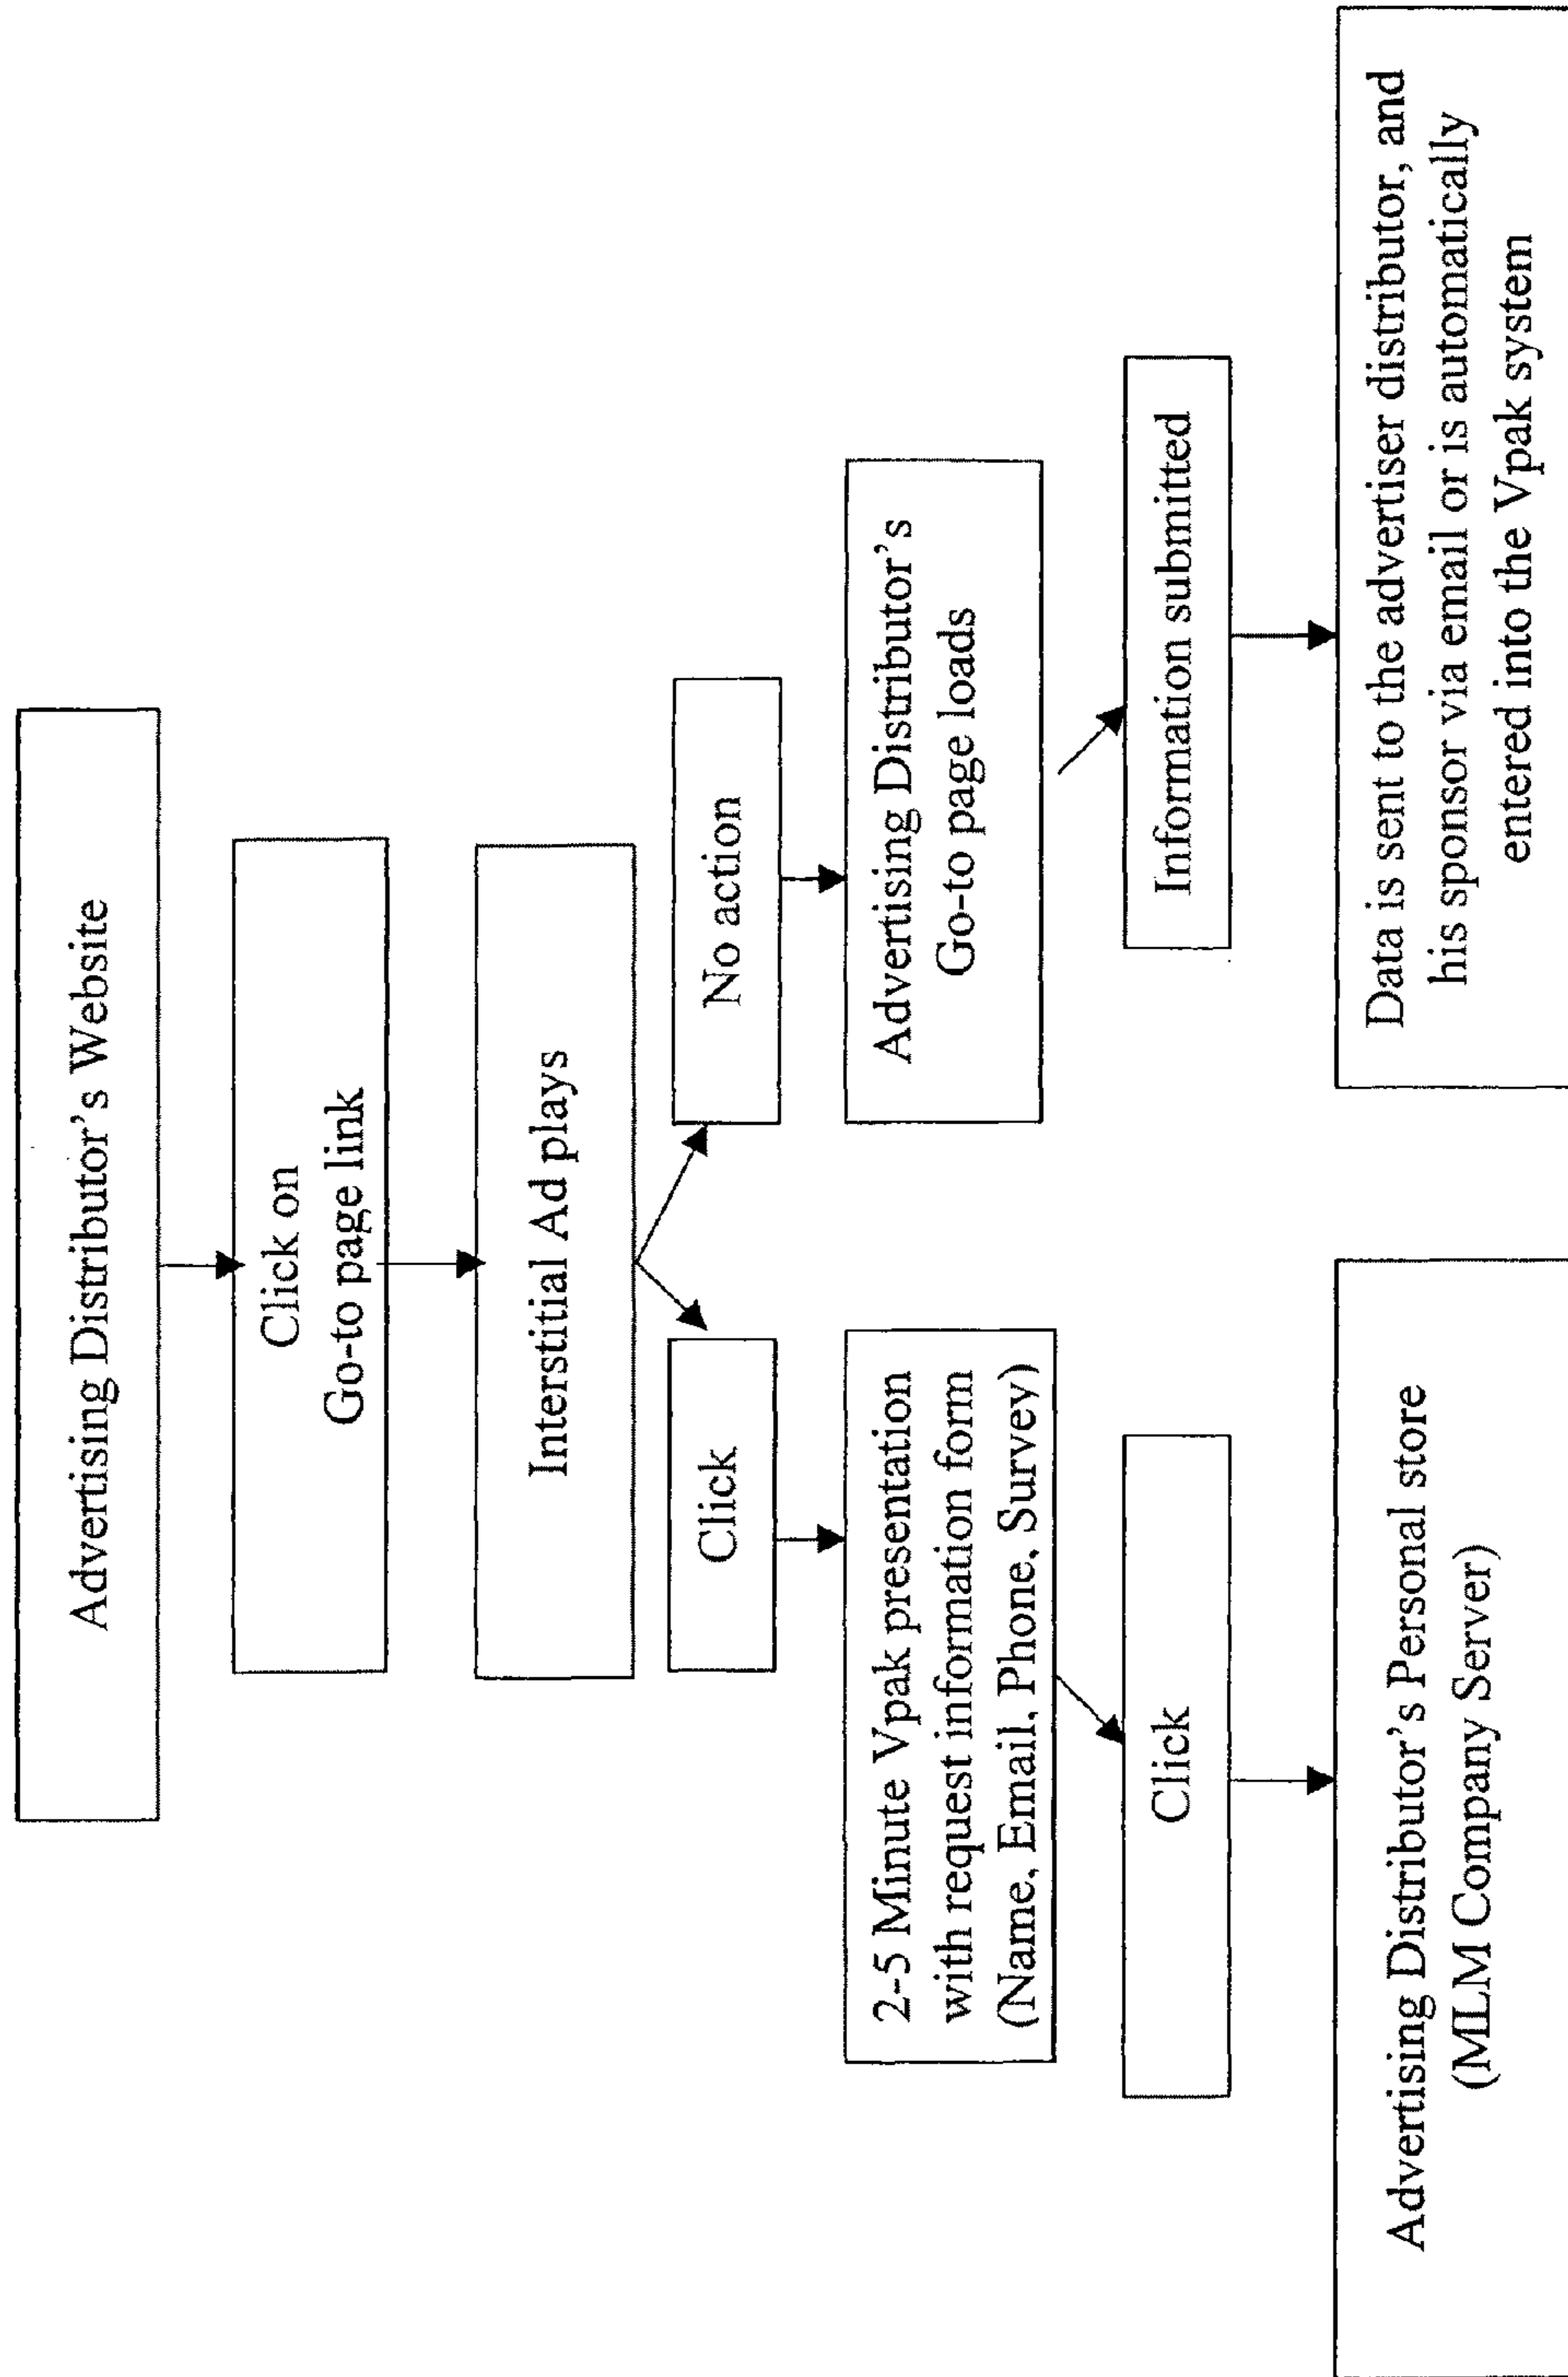 Advertising Distributor's Website
Click on
Go-to page link
Interstitial Ad plays
Click
No action
2-5 Minute Vpak presentation
with request information form
(Name, Email, Phone, Survey)
Advertising Distributor's
Go-to page loads
Click
Information submitted
Advertising Distributor's Personal store
(MLM Company Server)
Data is sent to the advertiser distributor, and
his sponsor via email or is automatically
entered into the Vpak system